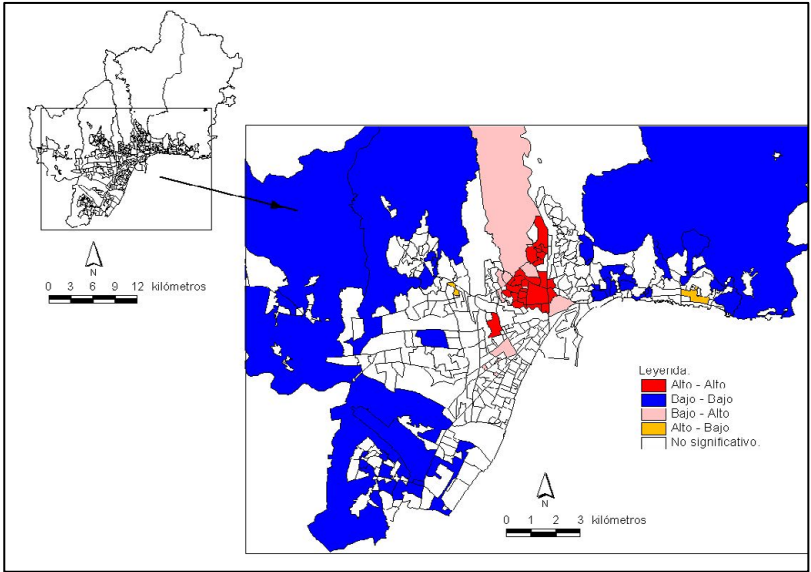 N
0 3 6 9 12 kilómetros
Leyenda.
Alto - Alto
Dajo - Dajo
Bajo - Alto
Alto - Bajo
No significativo.
N
0 1 2 3 kilómetros